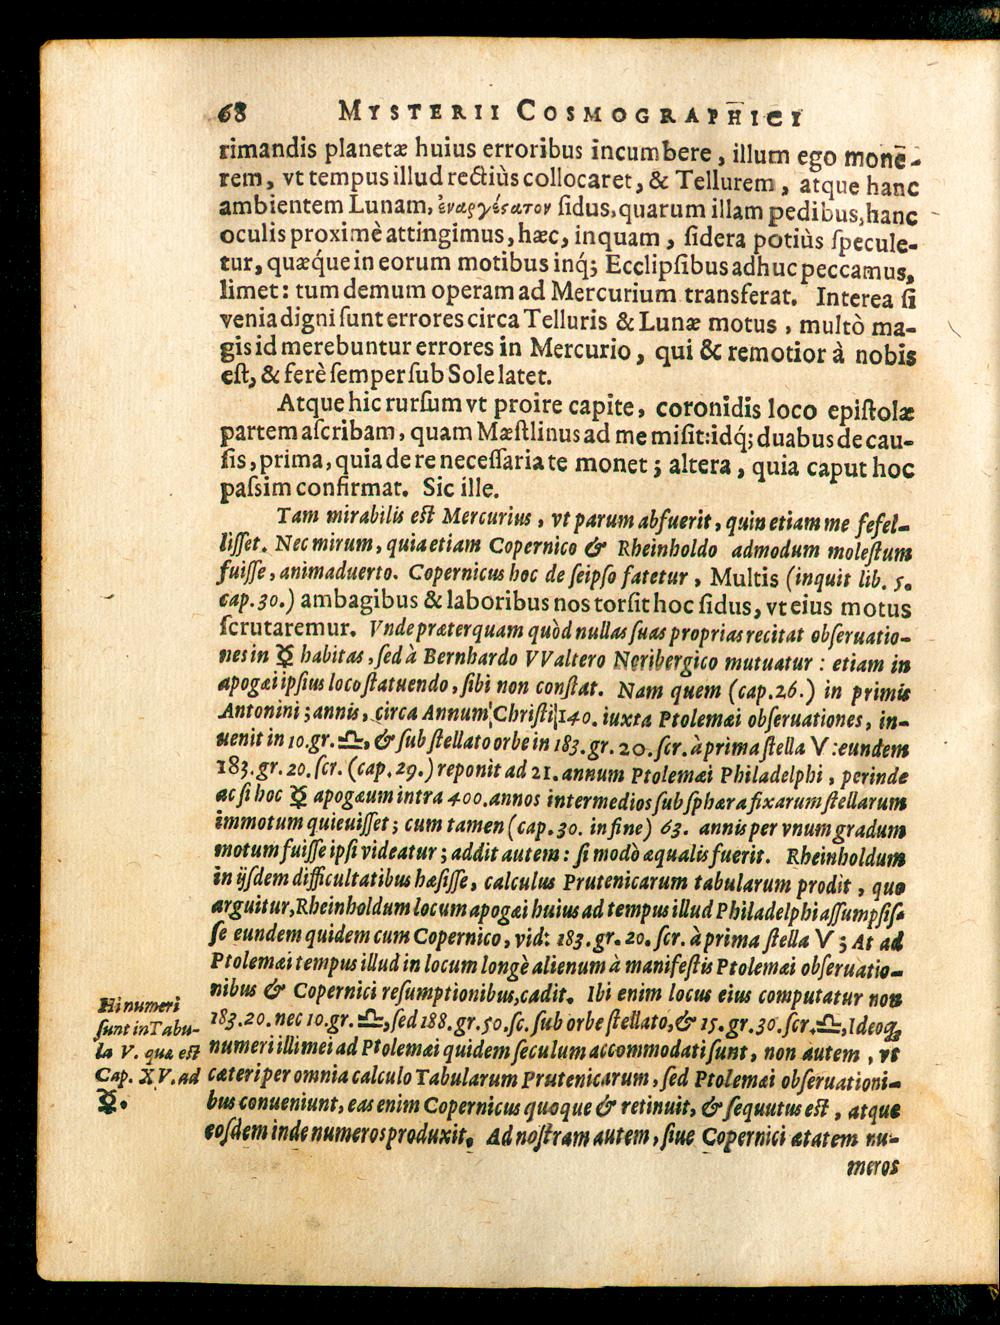 68 MYSTERII COSMOGRAPHICI
rimandis planetæ huius erroribus incumbere, illum ego monē-
rem, vt tempus illud rectiùs collocaret, & Tellurem, atque hanc
ambientem Lunam, ἐναργέϛατον ſidus, quarum illam pedibus, hanc
oculis proximè attingimus, hæc, inquam, ſidera potiùs ſpecule-
tur, quæq́ue in eorum motibus inq́; Ecclipſibus adhuc peccamus,
limet: tum demum operam ad Mercurium transferat. Interea ſi
venia digni ſunt errores circa Telluris & Lunæ motus, multò ma-
gis id merebuntur errores in Mercurio, qui & remotior à nobis
eſt, & ferè ſemper ſub Sole latet.
Atque hic rurſum vt proire capite, coronidis loco epiſtolæ
partem aſcribam, quam Mæſtlinus ad me miſit: idq́; duabus de cau-
ſis, prima, quia de re neceſſaria te monet; altera, quia caput hoc
paſsim confirmat. Sic ille.
Tam mirabilis eſt Mercurius, vt parum abfuerit, quin etiam me fefel-
liſſet. Nec mirum, quia etiam Copernico & Rheinholdo admodum moleſtum
fuiſſe, animaduerto. Copernicus hoc de ſeipſo fatetur, Multis (inquit lib. 5.
cap. 30.) ambagibus & laboribus nos torſit hoc ſidus, vt eius motus
ſcrutaremur. Vnde præterquam quòd nullas ſuas proprias recitat obſeruatio-
nes in ☿ habitas, ſed à Bernhardo VValtero Neribergico mutuatur: etiam in
apogæi ipſius loco ſtatuendo, ſibi non conſtat. Nam quem (cap. 26.) in primis
Antonini; annis, circa Annum Chriſti 140. iuxta Ptolemæi obſeruationes, in-
uenit in 10. gr. ♎, & ſub ſtellato orbe in 183. gr. 20. ſcr. à prima ſtella V: eundem
183. gr. 20. ſcr. (cap. 29.) reponit ad 21. annum Ptolemæi Philadelphi, perinde
ac ſi hoc ☿ apogæum intra 400. annos intermedios ſub ſphæra fixarum ſtellarum
immotum quieuiſſet; cum tamen (cap. 30. in fine) 63. annis per vnum gradum
motum fuiſſe ipſi videatur; addit autem: ſi modò æqualis fuerit. Rheinholdum
in ijſdem difficultatibus hæſiſſe, calculus Prutenicarum tabularum prodit, quo
arguitur, Rheinholdum locum apogæi huius ad tempus illud Philadelphi aſſumpſiſ-
ſe eundem quidem cum Copernico, vid: 183. gr. 20. ſcr. à prima ſtella V; At ad
Ptolemæi tempus illud in locum longè alienum à manifeſtis Ptolemæi obſeruatio-
nibus & Copernici reſumptionibus, cadit. Ibi enim locus eius computatur non
183. 20. nec 10. gr. ♎, ſed 188. gr. 50. ſc. ſub orbe ſtellato, & 15. gr. 30. ſcr. ♎, Ideoq́;
numeri illi mei ad Ptolemæi quidem ſeculum accommodati ſunt, non autem, vt
cæteri per omnia calculo Tabularum Prutenicarum, ſed Ptolemæi obſeruationi-
bus conueniunt, eas enim Copernicus quoque & retinuit, & ſequutus eſt, atque
eoſdem inde numeros produxit. Ad noſtram autem, ſiue Copernici ætatem nu-
meros
Hi numeri
ſunt in Tabu-
la V. quæ eſt
Cap. XV. ad
☿.